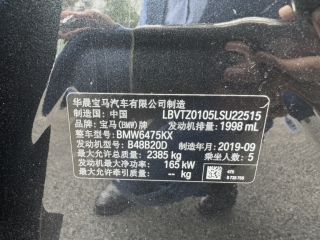 华晨宝马汽车有限公司制造
制造国: 中国 LBVTZ0105LSU22515
品牌: 宝马(BMW)牌 发动机排量: 1998 mL
整车型号: BMW6475KX
发动机型号: B48B20D 制造年月: 2019-09
最大允许总质量: 2385 kg 乘坐人数: 5
发动机最大净功率: 165 kW
最大允许牵引质量: -- kg